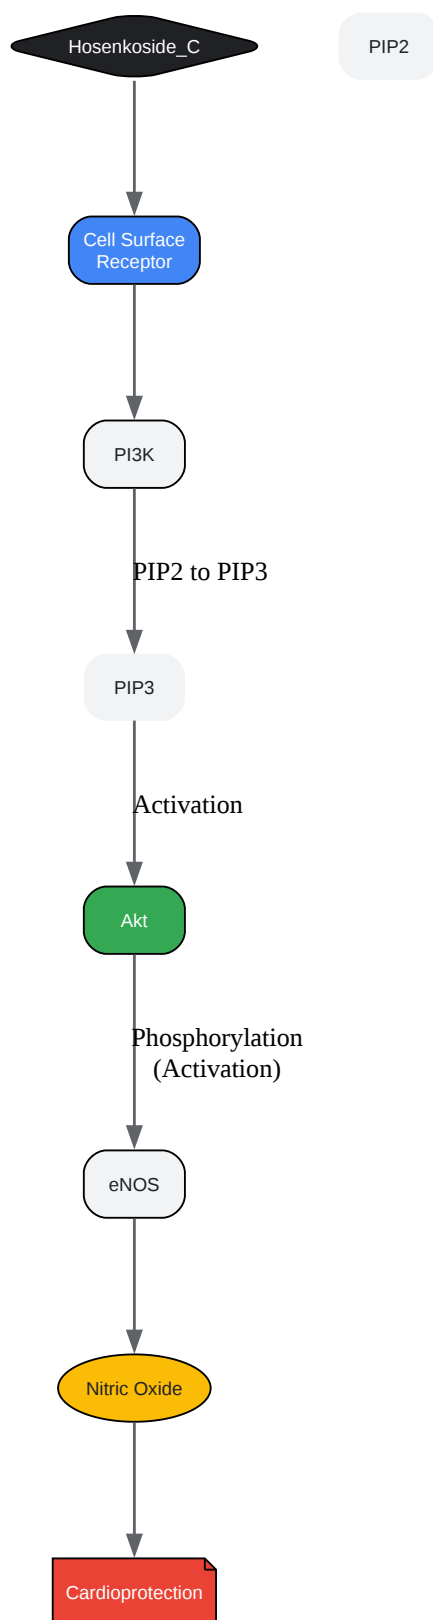 Hosenkoside_C
PIP2
Cell Surface
Receptor
PI3K
PIP2 to PIP3
PIP3
Activation
Akt
Phosphorylation
(Activation)
eNOS
Nitric Oxide
Cardioprotection